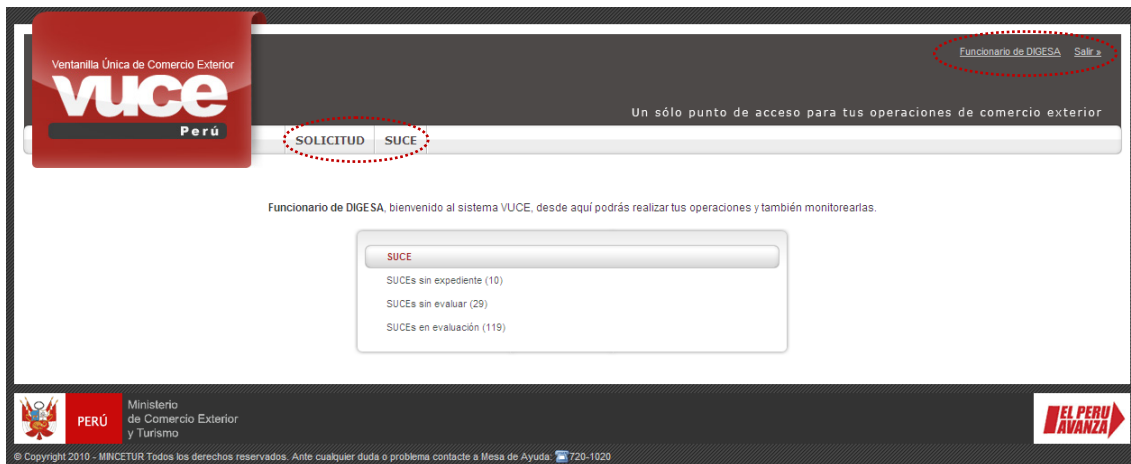 Funcionario de DIGESA Salir »
Ventanilla Única de Comercio Exterior
vuce
Perú
Un sólo punto de acceso para tus operaciones de comercio exterior
SOLICITUD SUCE
Funcionario de DIGESA, bienvenido al sistema VUCE, desde aquí podrás realizar tus operaciones y también monitorearlas.
SUCE
SUCEs sin expediente (10)
SUCEs sin evaluar (29)
SUCEs en evaluación (119)
PERÚ
Ministerio
de Comercio Exterior
y Turismo
EL PERU
AVANZA
© Copyright 2010 - MINCETUR Todos los derechos reservados. Ante cualquier duda o problema contacte a Mesa de Ayuda: 720-1020